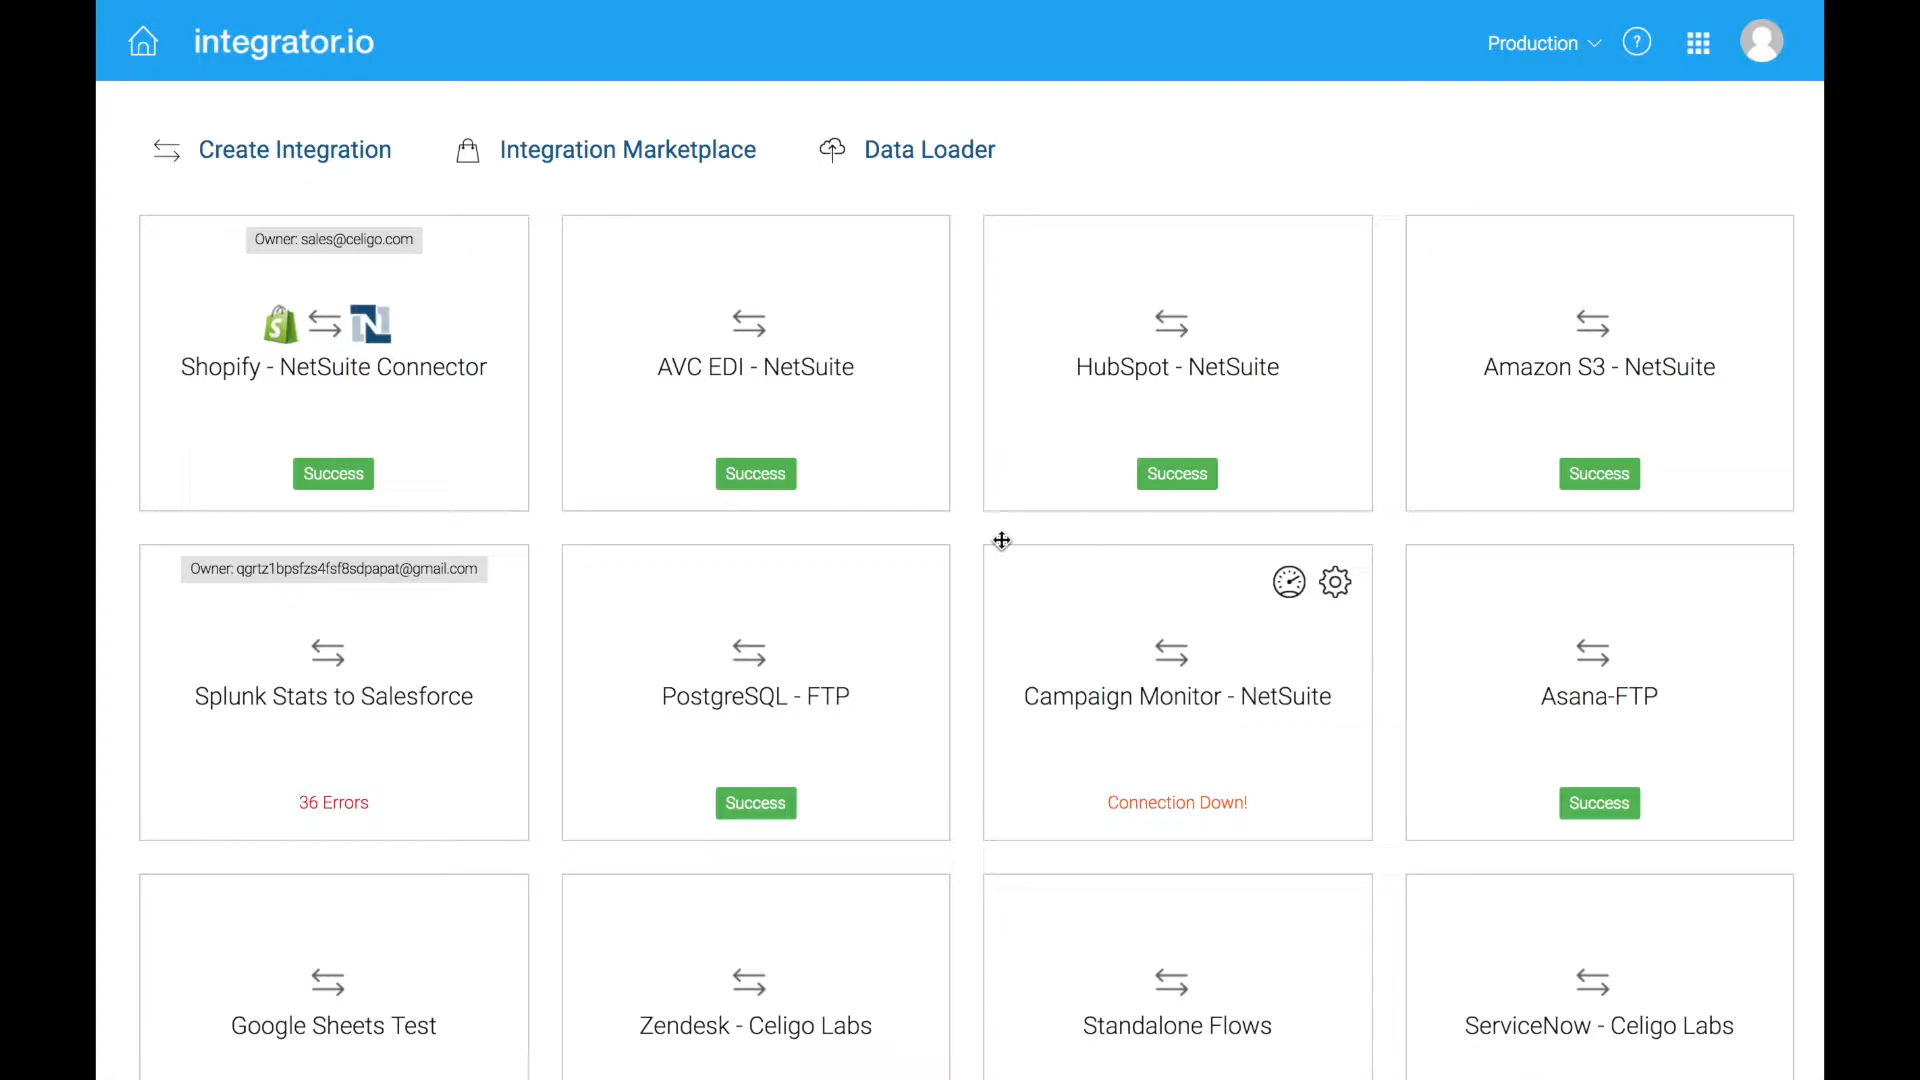 integrator.io
Production
?
Create Integration
Integration Marketplace
Data Loader
Owner: sales@celigo.com
S
N
Shopify - NetSuite Connector
Success
AVC EDI - NetSuite
Success
HubSpot - NetSuite
Success
Amazon S3 - NetSuite
Success
Owner: qgrtz1bpsfzs4fsf8sdpapat@gmail.com
Splunk Stats to Salesforce
36 Errors
PostgreSQL - FTP
Success
Campaign Monitor - NetSuite
Connection Down!
Asana-FTP
Success
Google Sheets Test
Zendesk - Celigo Labs
Standalone Flows
ServiceNow - Celigo Labs